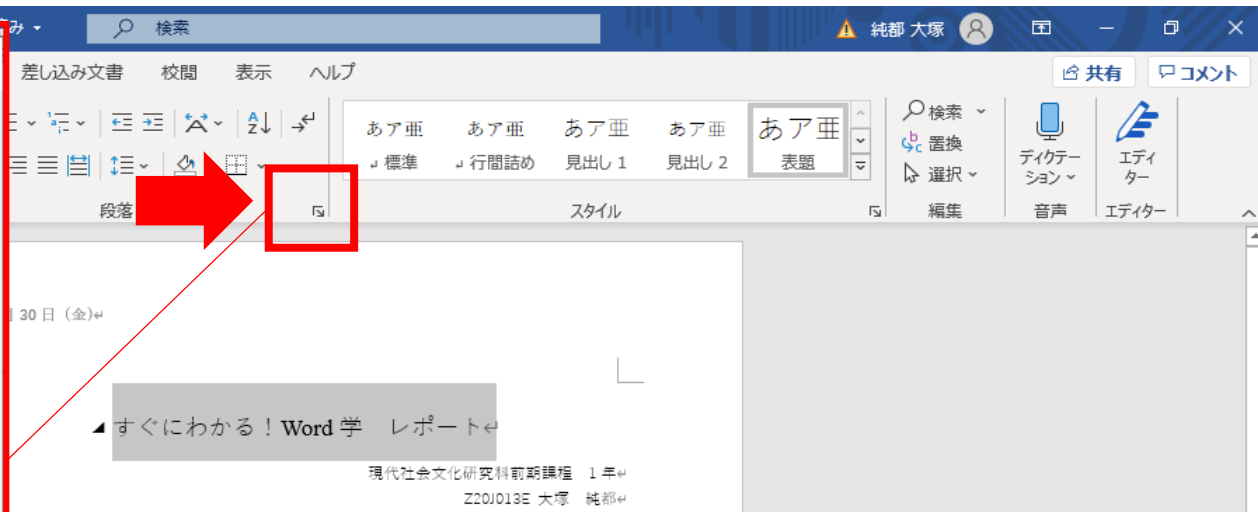 み 検索 純都 大塚
差し込み文書 校閲 表示 ヘルプ 共有 コメント
あア亜 あア亜 あア亜 あア亜 あア亜 検索
標準 行間詰め 見出し 1 見出し 2 表題 置換
選択
ディクテーション
エディター
段落 スタイル 編集 音声 エディター
30 日（金）
すぐにわかる！Word 学　レポート
現代社会文化研究科前期課程　1 年
Z20J013E 大塚　純都